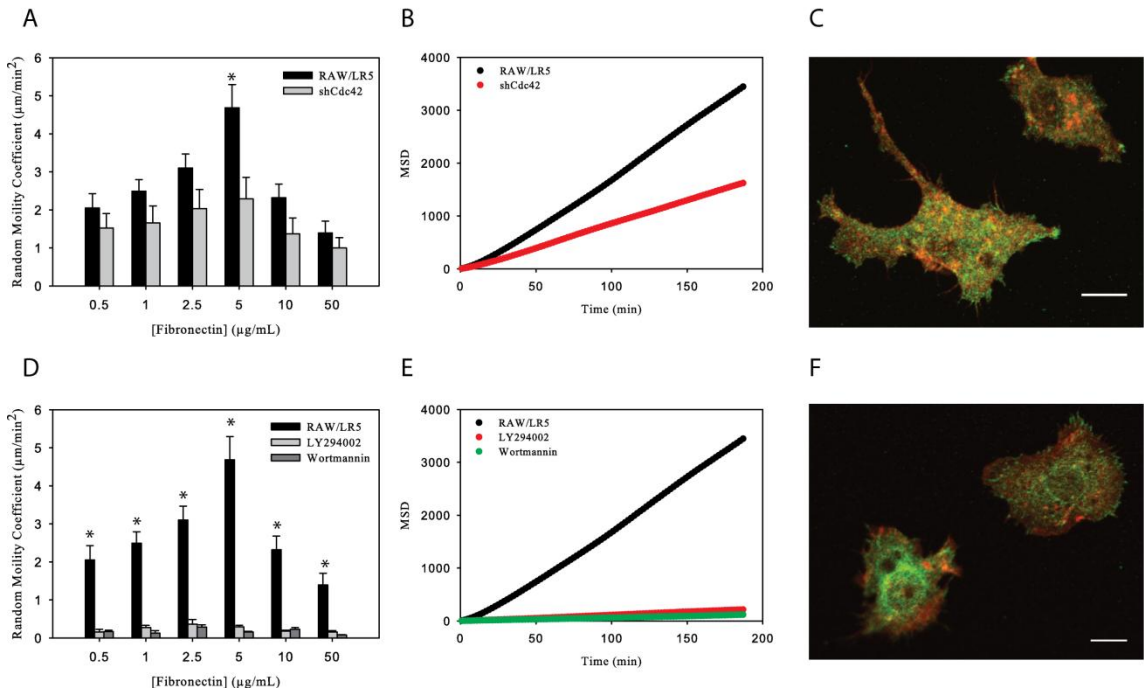 A
Random Moility Coefficient (μm/min²)
6
5
4
3
2
1
0
RAW/LR5
shCdc42
*
0.5 1 2.5 5 10 50
[Fibronectin] (μg/mL)
B
MSD
4000
3000
2000
1000
0
RAW/LR5
shCdc42
0 50 100 150 200
Time (min)
C
D
Random Moility Coefficient (μm/min²)
6
5
4
3
2
1
0
RAW/LR5
LY294002
Wortmannin
* * * * * *
0.5 1 2.5 5 10 50
[Fibronectin] (μg/mL)
E
MSD
4000
3000
2000
1000
0
RAW/LR5
LY294002
Wortmannin
0 50 100 150 200
Time (min)
F